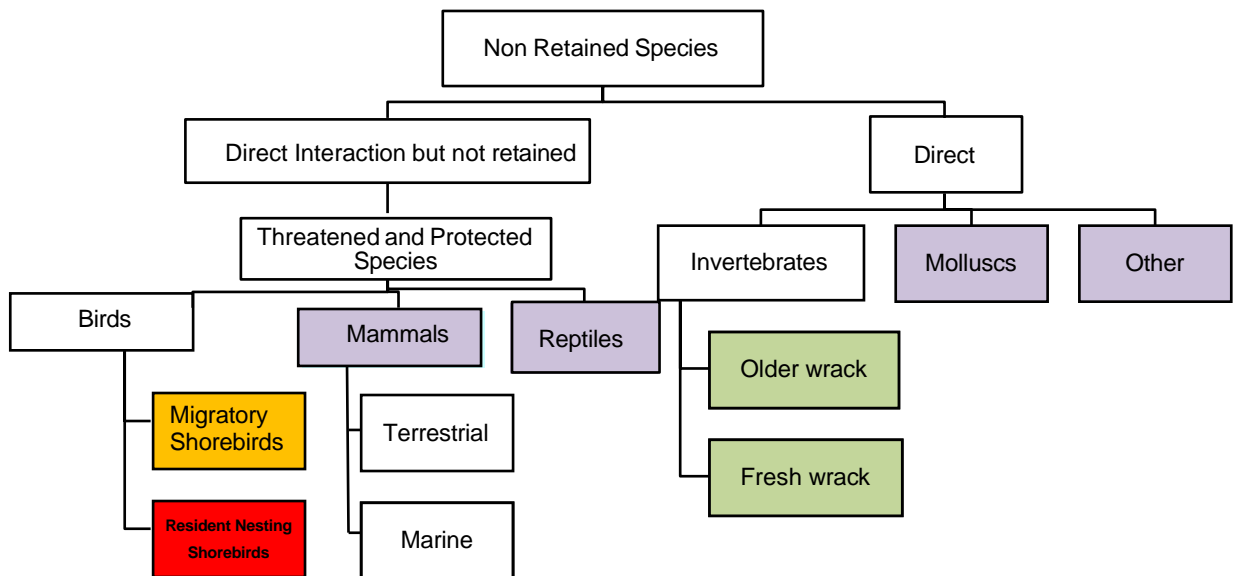 Non Retained Species
Direct Interaction but not retained
Direct
Threatened and Protected
Species
Invertebrates
Molluscs
Other
Birds
Mammals
Reptiles
Older wrack
Migratory
Shorebirds
Terrestrial
Fresh wrack
Resident Nesting
Shorebirds
Marine